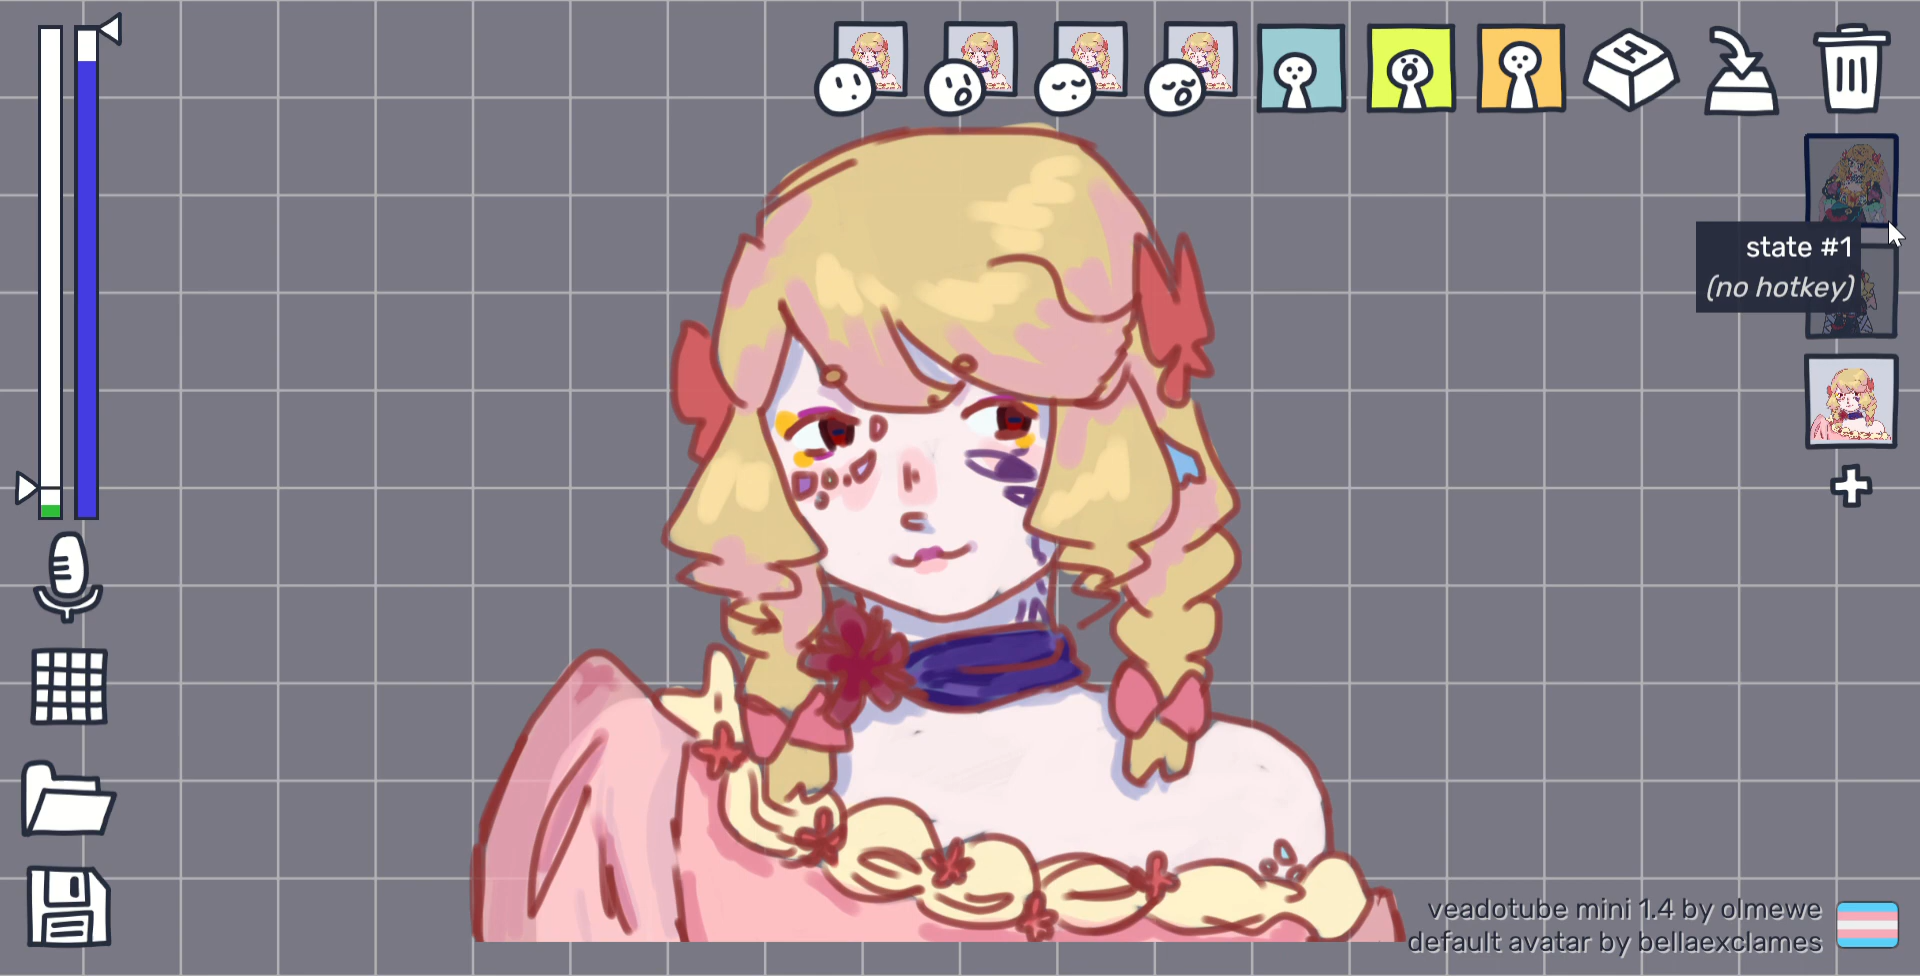 state #1
(no hotkey)
veadotube mini 1.4 by olmewe
default avatar by bellaexclames